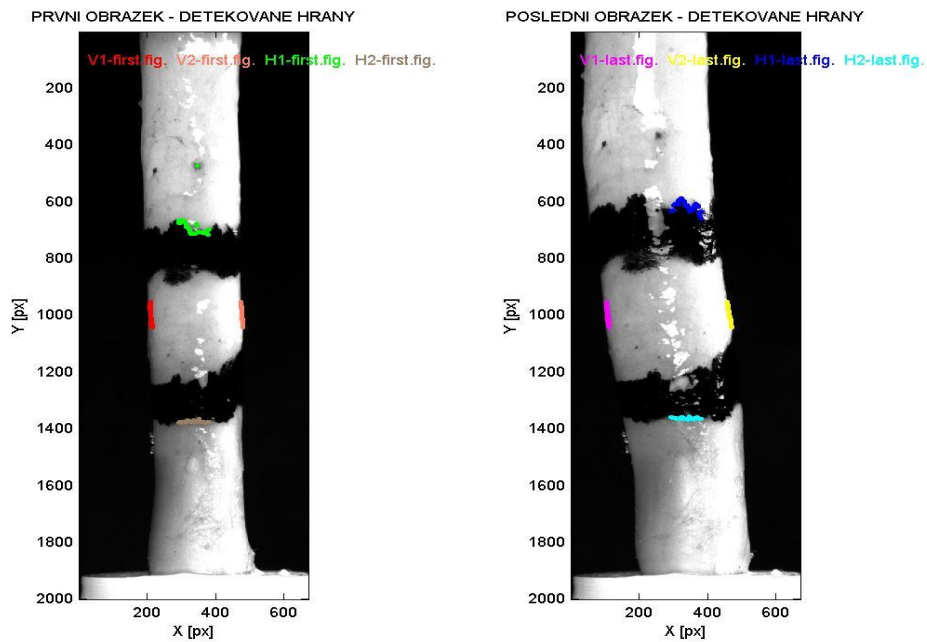 PRVNI OBRAZEK - DETEKOVANE HRANY
V1-first.fig. V2-first.fig. H1-first.fig. H2-first.fig.
200
400
600
800
1000
1200
1400
1600
1800
2000
Y [px]
200 400 600
X [px]
POSLEDNI OBRAZEK - DETEKOVANE HRANY
V1-last.fig. V2-last.fig. H1-last.fig. H2-last.fig.
200
400
600
800
1000
1200
1400
1600
1800
2000
Y [px]
200 400 600
X [px]